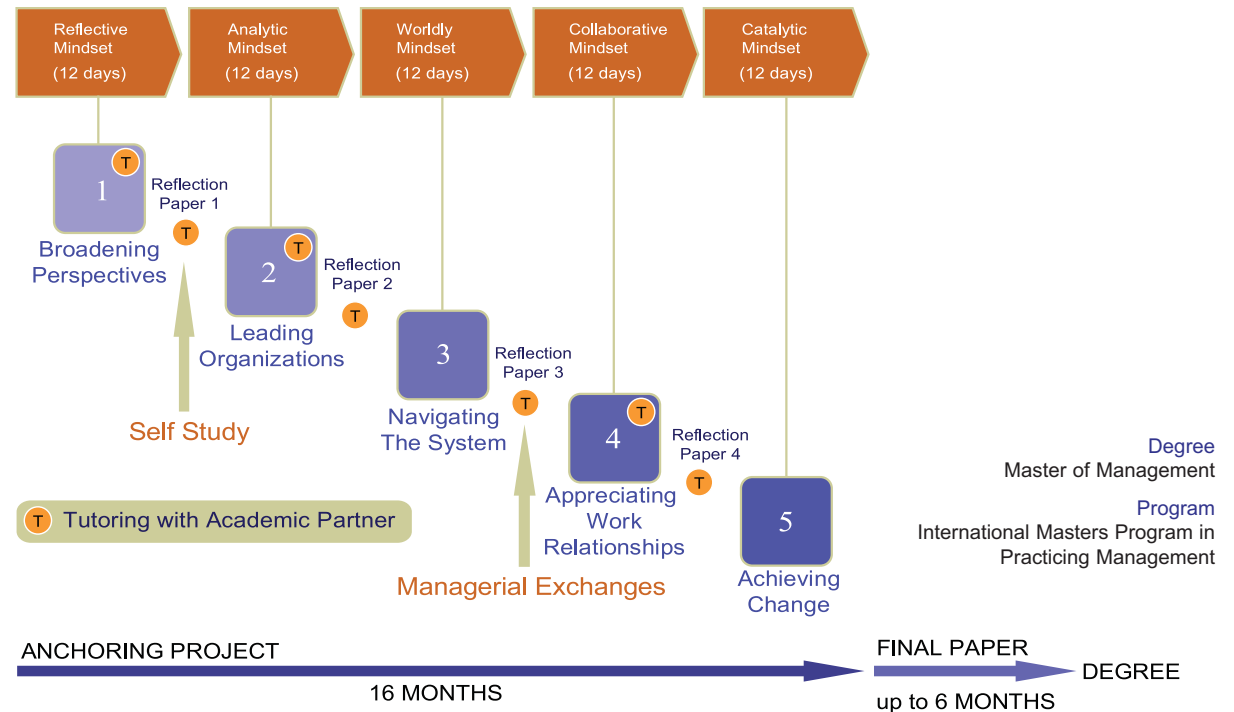 Reflective
Mindset
(12 days)
Analytic
Mindset
(12 days)
Worldly
Mindset
(12 days)
Collaborative
Mindset
(12 days)
Catalytic
Mindset
(12 days)
1
T
Broadening
Perspectives
Reflection
Paper 1
T
2
T
Leading
Organizations
Reflection
Paper 2
T
3
Navigating
The System
Reflection
Paper 3
T
4
T
Appreciating
Work
Relationships
Reflection
Paper 4
T
5
Achieving
Change
Self Study
Managerial Exchanges
T Tutoring with Academic Partner
Degree
Master of Management
Program
International Masters Program in
Practicing Management
ANCHORING PROJECT
16 MONTHS
FINAL PAPER
up to 6 MONTHS
DEGREE